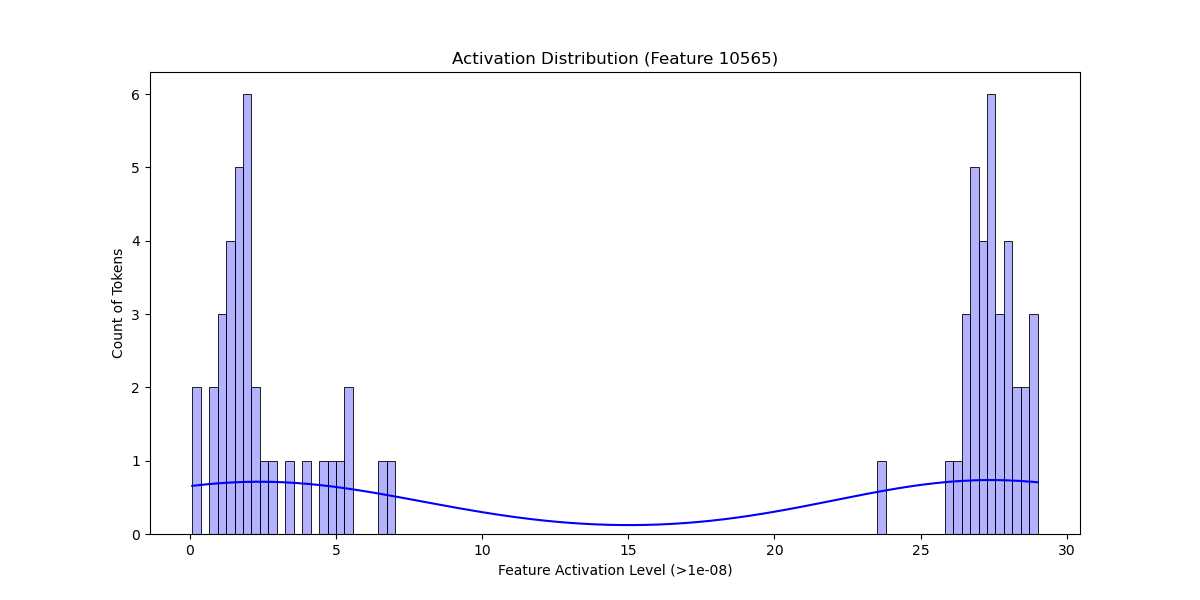 Activation Distribution (Feature 10565)
6
5
4
3
2
1
0
Count of Tokens
0 5 10 15 20 25 30
Feature Activation Level (>1e-08)